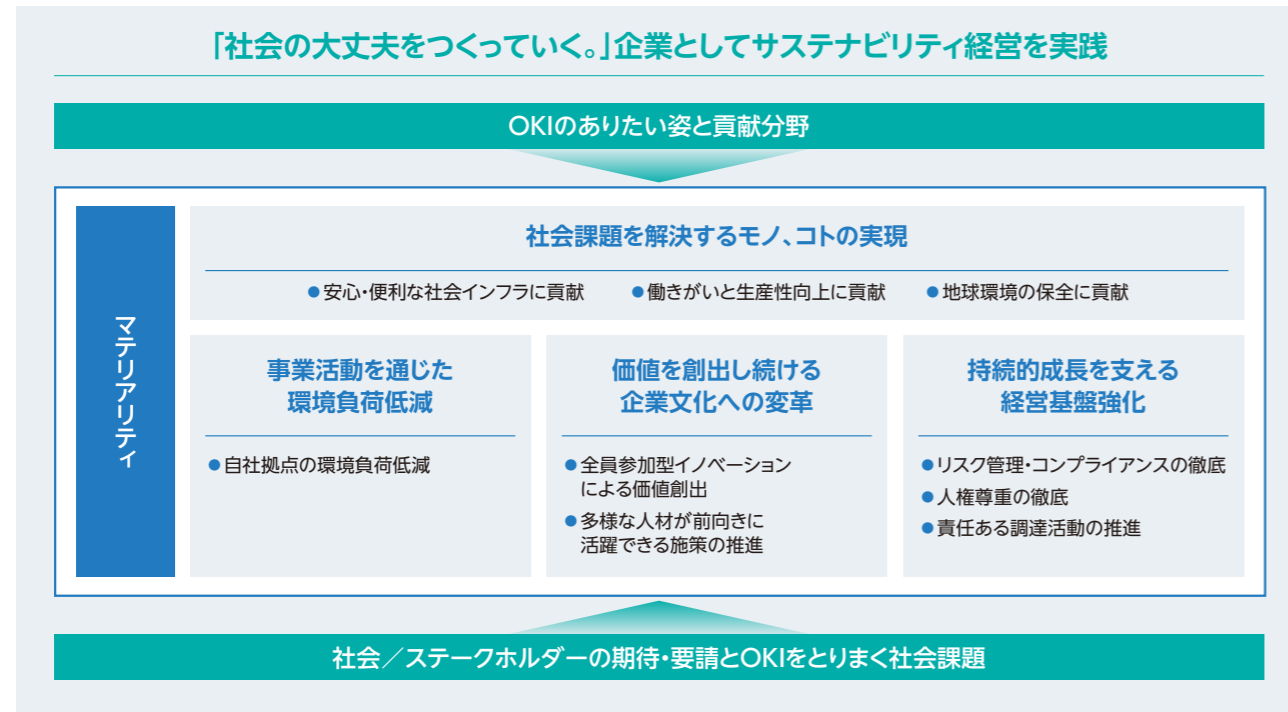 「社会の大丈夫をつくっていく。」企業としてサステナビリティ経営を実践
OKIのありたい姿と貢献分野
マテリアリティ
社会課題を解決するモノ、コトの実現
●安心・便利な社会インフラに貢献 ●働きがいと生産性向上に貢献 ●地球環境の保全に貢献
事業活動を通じた
環境負荷低減
●自社拠点の環境負荷低減
価値を創出し続ける
企業文化への変革
●全員参加型イノベーション
による価値創出
●多様な人材が前向きに
活躍できる施策の推進
持続的成長を支える
経営基盤強化
●リスク管理・コンプライアンスの徹底
●人権尊重の徹底
●責任ある調達活動の推進
社会／ステークホルダーの期待・要請とOKIをとりまく社会課題